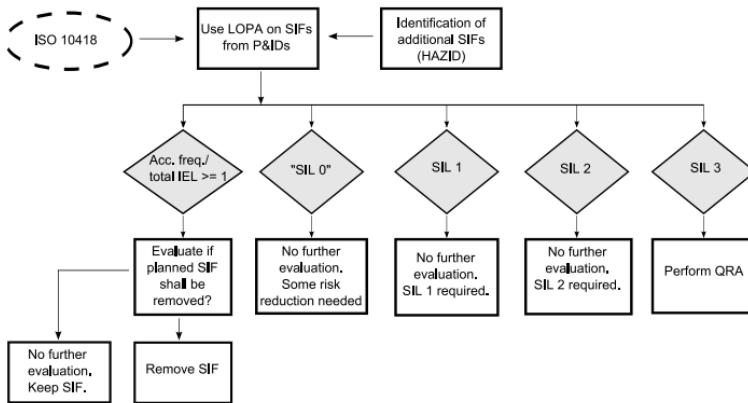 ISO 10418
Use LOPA on SIFs
from P&IDs
Identification of
additional SIFs
(HAZID)
Acc. freq./
total IEL >= 1
"SIL 0"
SIL 1
SIL 2
SIL 3
Evaluate if
planned SIF
shall be
removed?
No further
evaluation.
Some risk
reduction needed
No further
evaluation.
SIL 1 required.
No further
evaluation.
SIL 2 required.
Perform QRA
No further
evaluation.
Keep SIF.
Remove SIF